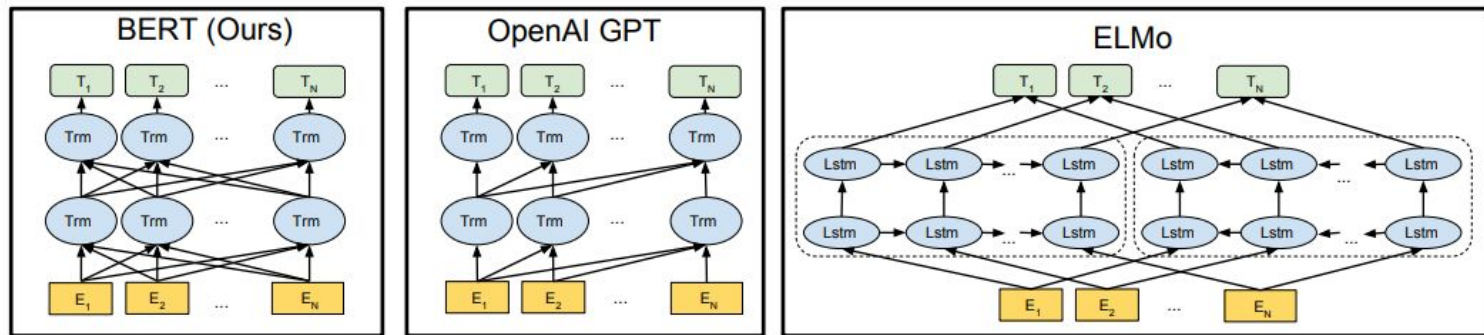 BERT (Ours)
T1 T2 ... TN
Trm Trm ... Trm
Trm Trm ... Trm
E1 E2 ... EN
OpenAI GPT
T1 T2 ... TN
Trm Trm ... Trm
Trm Trm ... Trm
E1 E2 ... EN
ELMo
T1 T2 ... TN
Lstm Lstm ... Lstm Lstm Lstm ... Lstm
Lstm Lstm ... Lstm Lstm Lstm ... Lstm
E1 E2 ... EN